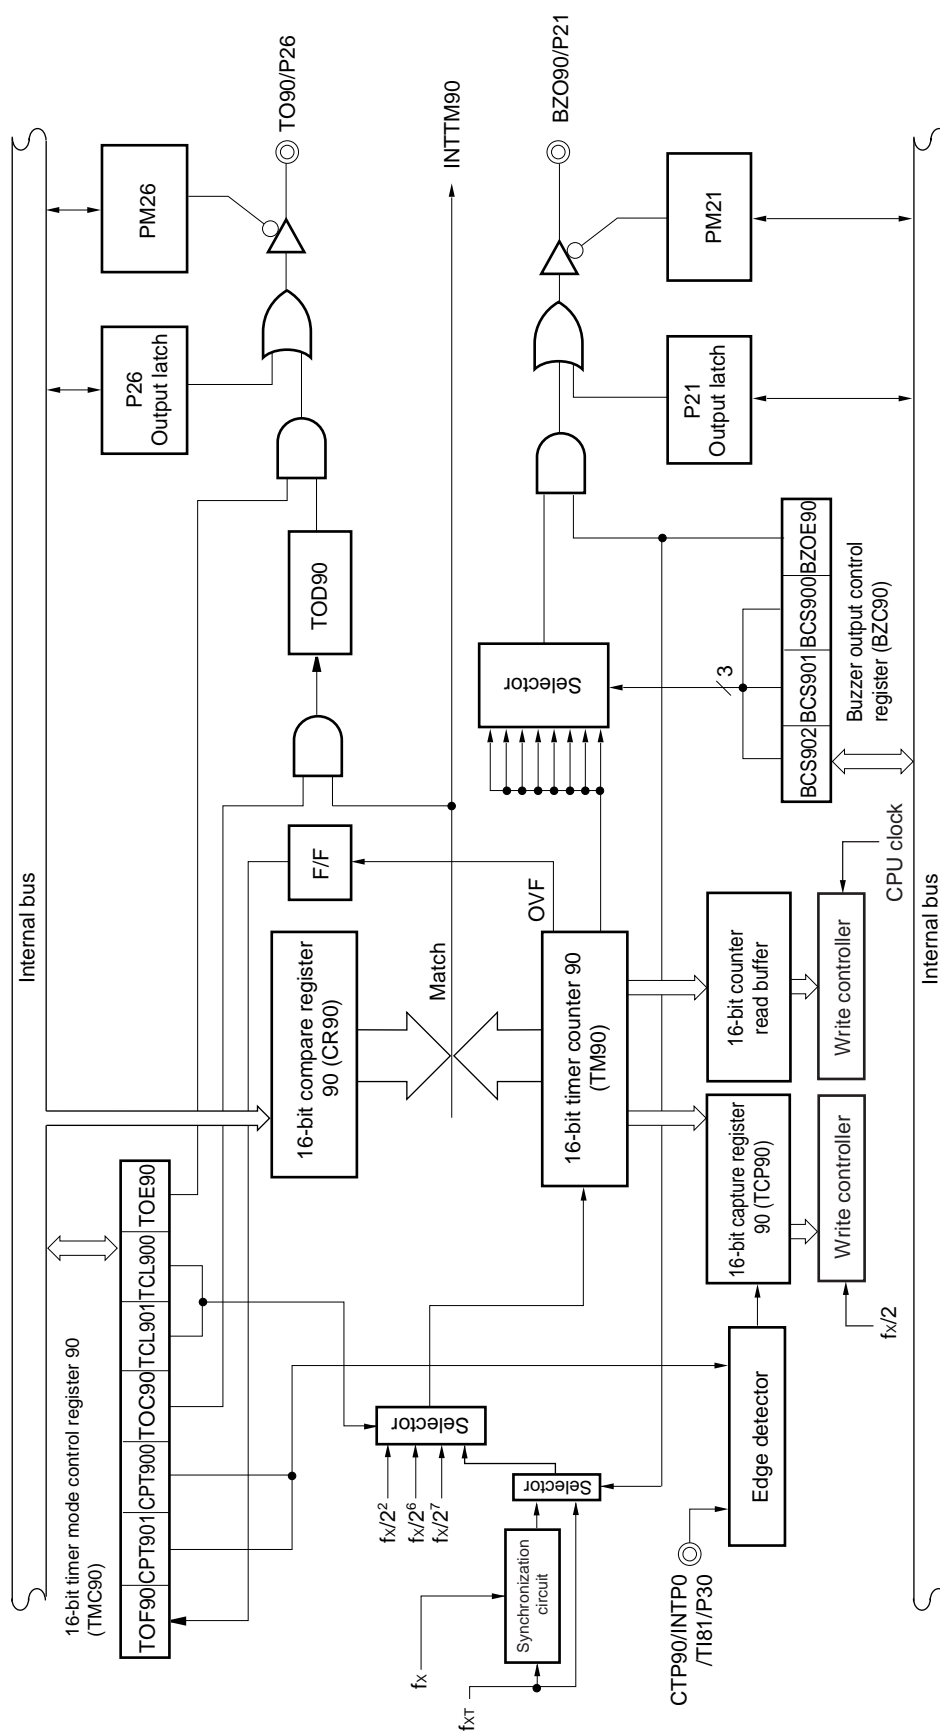 Internal bus
16-bit timer mode control register 90
(TMC90)
TOF90
CPT901
CPT900
TOC90
TCL901
TCL900
TOE90
P26
Output latch
PM26
TO90/P26
16-bit compare register
90 (CR90)
F/F
TOD90
Match
INTTM90
OVF
fX
fXT
Synchronization
circuit
fX/2²
fX/2⁶
fX/2⁷
Selector
Selector
16-bit timer counter 90
(TM90)
Selector
3
BZO90/P21
CTP90/INTP0
/TI81/P30
Edge detector
16-bit capture register
90 (TCP90)
16-bit counter
read buffer
P21
Output latch
PM21
fX/2
Write controller
Write controller
CPU clock
BCS902
BCS901
BCS900
BZOE90
Buzzer output control
register (BZC90)
Internal bus